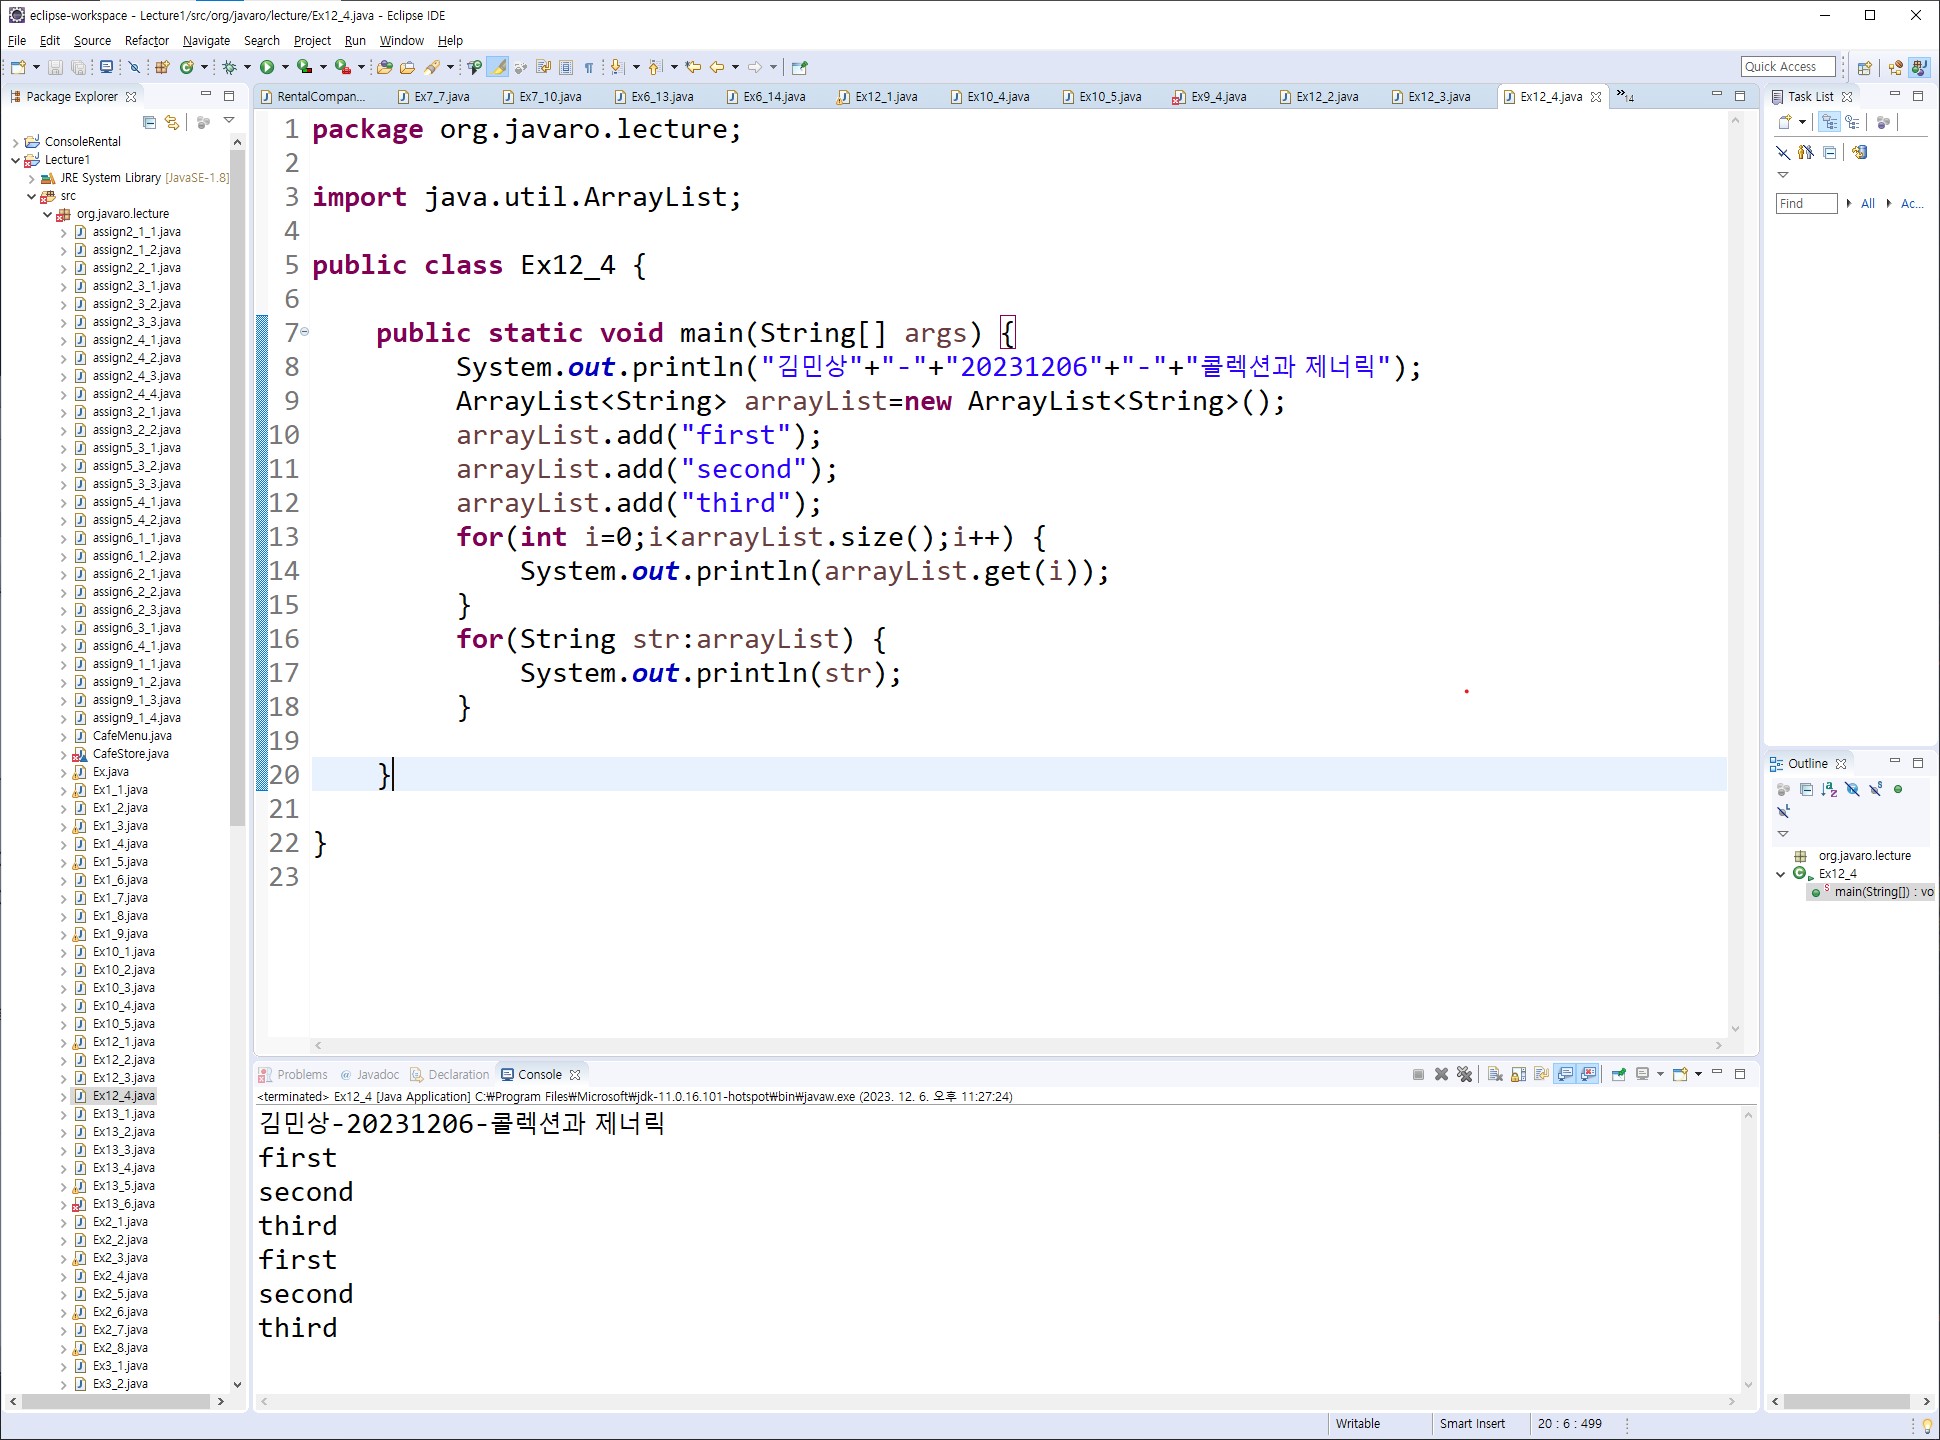 eclipse-workspace - Lecture1/src/org/javaro/lecture/Ex12_4.java - Eclipse IDE
File Edit Source Refactor Navigate Search Project Run Window Help
Quick Access
Package Explorer
ConsoleRental
Lecture1
JRE System Library [JavaSE-1.8]
src
org.javaro.lecture
assign2_1_1.java
assign2_1_2.java
assign2_2_1.java
assign2_3_1.java
assign2_3_2.java
assign2_3_3.java
assign2_4_1.java
assign2_4_2.java
assign2_4_3.java
assign2_4_4.java
assign3_2_1.java
assign3_2_2.java
assign5_3_1.java
assign5_3_2.java
assign5_3_3.java
assign5_4_1.java
assign5_4_2.java
assign6_1_1.java
assign6_1_2.java
assign6_2_1.java
assign6_2_2.java
assign6_2_3.java
assign6_3_1.java
assign6_4_1.java
assign9_1_1.java
assign9_1_2.java
assign9_1_3.java
assign9_1_4.java
CafeMenu.java
CafeStore.java
Ex.java
Ex1_1.java
Ex1_2.java
Ex1_3.java
Ex1_4.java
Ex1_5.java
Ex1_6.java
Ex1_7.java
Ex1_8.java
Ex1_9.java
Ex10_1.java
Ex10_2.java
Ex10_3.java
Ex10_4.java
Ex10_5.java
Ex12_1.java
Ex12_2.java
Ex12_3.java
Ex12_4.java
Ex13_1.java
Ex13_2.java
Ex13_3.java
Ex13_4.java
Ex13_5.java
Ex13_6.java
Ex2_1.java
Ex2_2.java
Ex2_3.java
Ex2_4.java
Ex2_5.java
Ex2_6.java
Ex2_7.java
Ex2_8.java
Ex3_1.java
Ex3_2.java
RentalCompan... Ex7_7.java Ex7_10.java Ex6_13.java Ex6_14.java Ex12_1.java Ex10_4.java Ex10_5.java Ex9_4.java Ex12_2.java Ex12_3.java Ex12_4.java »14
1 package org.javaro.lecture;
2
3 import java.util.ArrayList;
4
5 public class Ex12_4 {
6
7 public static void main(String[] args) {
8 System.out.println("김민상"+"-"+"20231206"+"-"+"콜렉션과 제너릭");
9 ArrayList<String> arrayList=new ArrayList<String>();
10 arrayList.add("first");
11 arrayList.add("second");
12 arrayList.add("third");
13 for(int i=0;i<arrayList.size();i++) {
14 System.out.println(arrayList.get(i));
15 }
16 for(String str:arrayList) {
17 System.out.println(str);
18 }
19
20 }
21
22 }
23
Problems @ Javadoc Declaration Console
<terminated> Ex12_4 [Java Application] C:₩Program Files₩Microsoft₩jdk-11.0.16.101-hotspot₩bin₩javaw.exe (2023. 12. 6. 오후 11:27:24)
김민상-20231206-콜렉션과 제너릭
first
second
third
first
second
third
Task List
Find All Ac...
Outline
org.javaro.lecture
Ex12_4
main(String[]) : vo
Writable Smart Insert 20 : 6 : 499